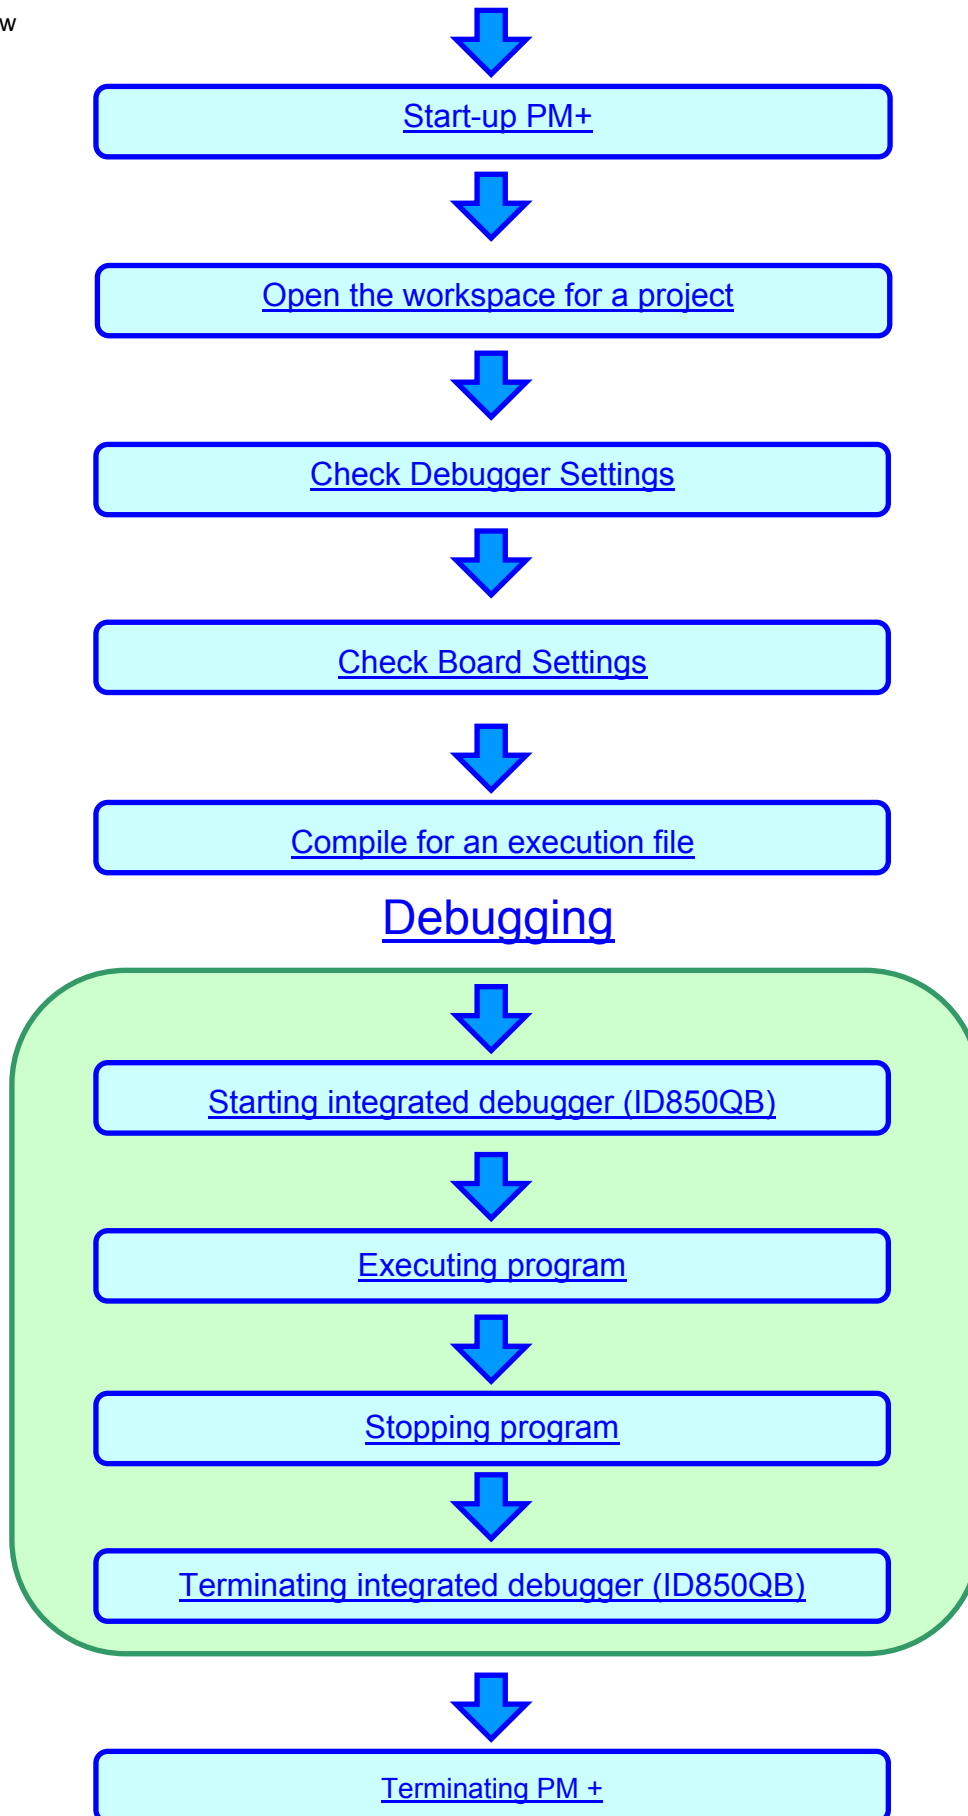 w
Start-up PM+
Open the workspace for a project
Check Debugger Settings
Check Board Settings
Compile for an execution file
Debugging
Starting integrated debugger (ID850QB)
Executing program
Stopping program
Terminating integrated debugger (ID850QB)
Terminating PM +